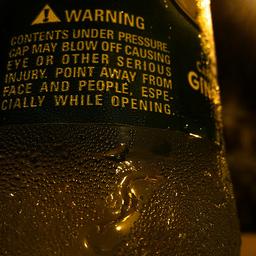 WARNING
CONTENTS UNDER PRESSURE.
CAP MAY BLOW OFF CAUSING
EYE OR OTHER SERIOUS
INJURY. POINT AWAY FROM
FACE AND PEOPLE, ESPE-
CIALLY WHILE OPENING.